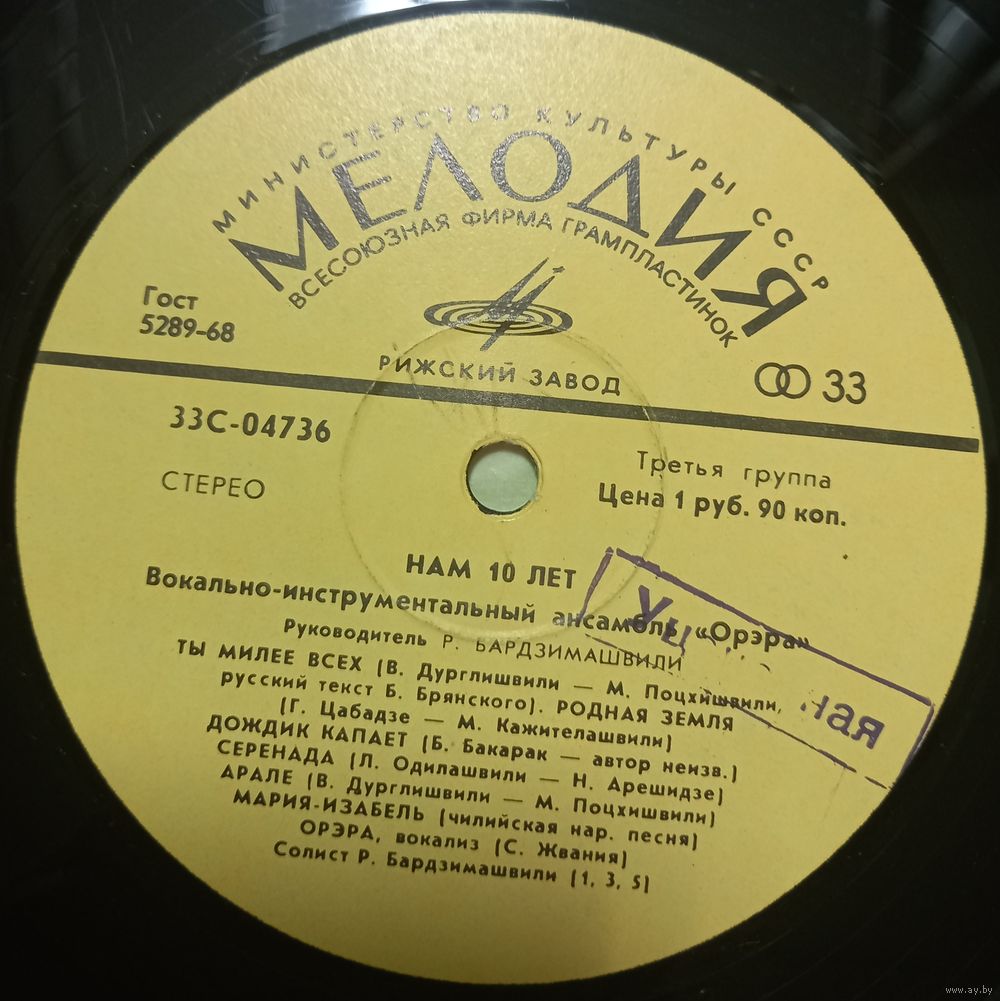 МИНИСТЕРСТВО КУЛЬТУРЫ СССР
МЕЛОДИЯ
ВСЕСОЮЗНАЯ ФИРМА ГРАМПЛАСТИНОК
Гост
5289-68
РИЖСКИЙ ЗАВОД
33
33С-04736
СТЕРЕО
Третья группа
Цена 1 руб. 90 коп.
НАМ 10 ЛЕТ
Вокально-инструментальный ансамбль «Орэра»
Руководитель Р. БАРДЗИМАШВИЛИ
ТЫ МИЛЕЕ ВСЕХ (В. Дурглишвили — М. Поцхишвили,
русский текст Б. Брянского). РОДНАЯ ЗЕМЛЯ
(Г. Цабадзе — М. Кажителашвили)
ДОЖДИК КАПАЕТ (Б. Бакарак — автор неизв.)
СЕРЕНАДА (Л. Одилашвили — Н. Арешидзе)
АРАЛЕ (В. Дурглишвили — М. Поцхишвили)
МАРИЯ-ИЗАБЕЛЬ (чилийская нар. песня)
ОРЭРА, вокализ (С. Жвания)
Солист Р. Бардзимашвили (1, 3, 5)
www.ay.by